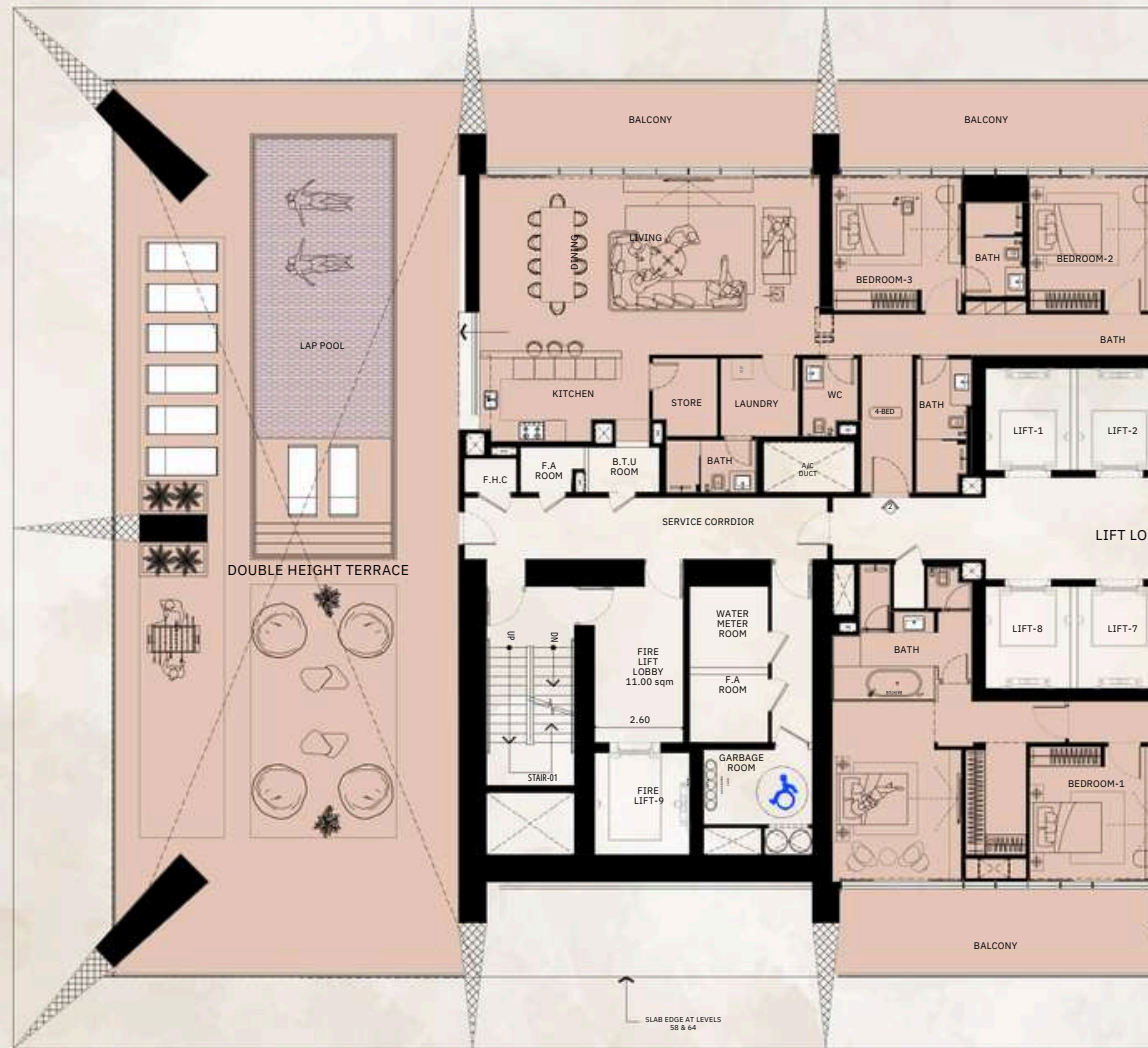 BALCONY
BALCONY
DINING
LIVING
BATH
BEDROOM-2
BEDROOM-3
LAP POOL
BATH
KITCHEN
STORE
LAUNDRY
WC
4-BED
BATH
LIFT-1
LIFT-2
F.H.C
F.A
ROOM
B.T.U
ROOM
BATH
A/C
DUCT
2
SERVICE CORRDIOR
LIFT LO
DOUBLE HEIGHT TERRACE
UP
DN
WATER
METER
ROOM
FIRE
LIFT
LOBBY
11.00 sqm
F.A
ROOM
2.60
BATH
LIFT-8
LIFT-7
STAIR-01
FIRE
LIFT-9
GARBAGE
ROOM
BEDROOM-1
BALCONY
SLAB EDGE AT LEVELS
58 & 64